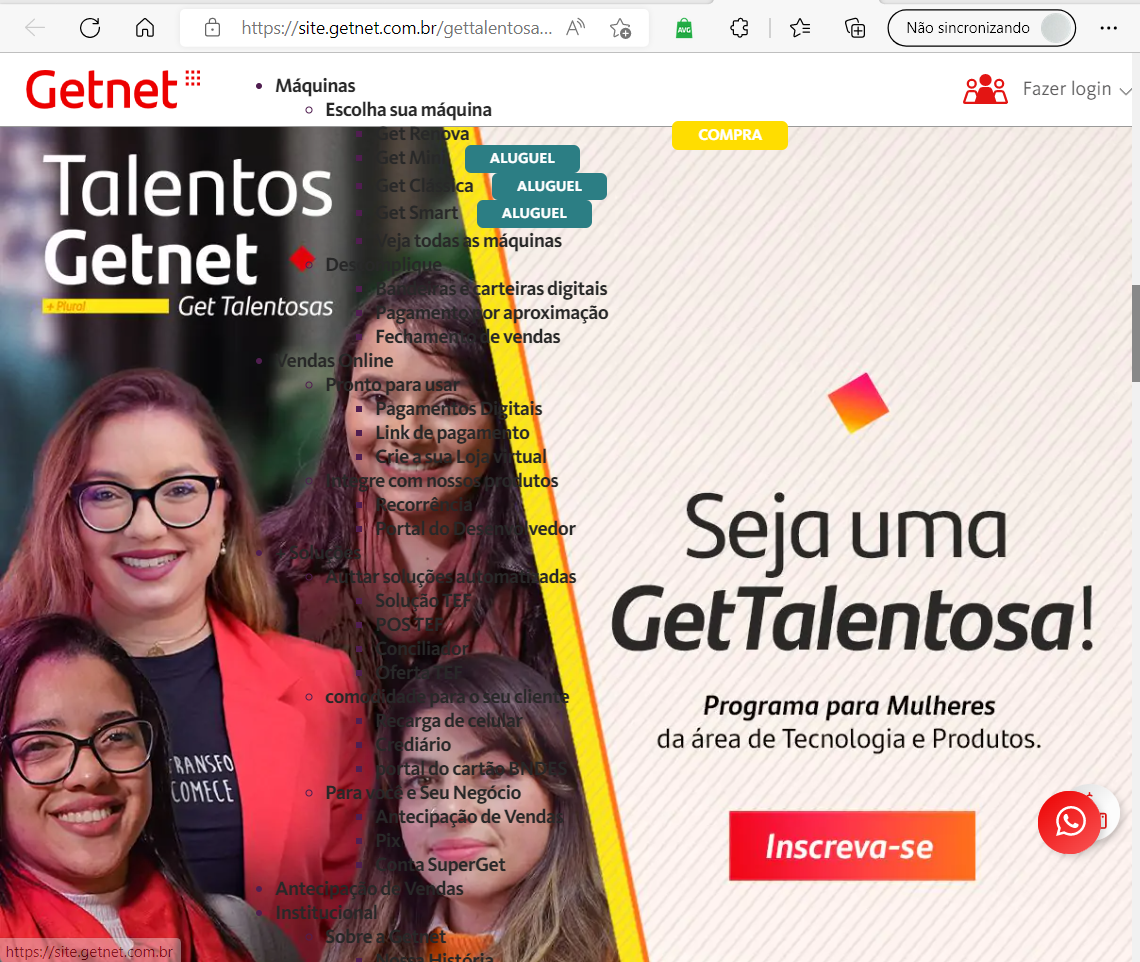 https://site.getnet.com.br/gettalentosa...
Não sincronizando
Getnet
Fazer login
Máquinas
Escolha sua máquina
Get Renova COMPRA
Get Mini ALUGUEL
Get Clássica ALUGUEL
Get Smart ALUGUEL
Veja todas as máquinas
Descomplique
Bandeiras e carteiras digitais
Pagamento por aproximação
Fechamento de vendas
Vendas Online
Pronto para usar
Pagamentos Digitais
Link de pagamento
Crie a sua Loja virtual
Integre com nossos produtos
Recorrência
Portal do Desenvolvedor
+ Soluções
Auttar soluções automatizadas
Solução TEF
POS TEF
Conciliador
Oferta TEF
comodidade para o seu cliente
Recarga de celular
Crediário
portal do cartão BNDES
Para você e Seu Negócio
Antecipação de Vendas
Pix
Conta SuperGet
Antecipação de Vendas
Institucional
Sobre a Getnet
Nossa História
Talentos
Getnet
+ Plural
Get Talentosas
TRANSFO
COMECE
Seja uma
GetTalentosa!
Programa para Mulheres
da área de Tecnologia e Produtos.
Inscreva-se
https://site.getnet.com.br